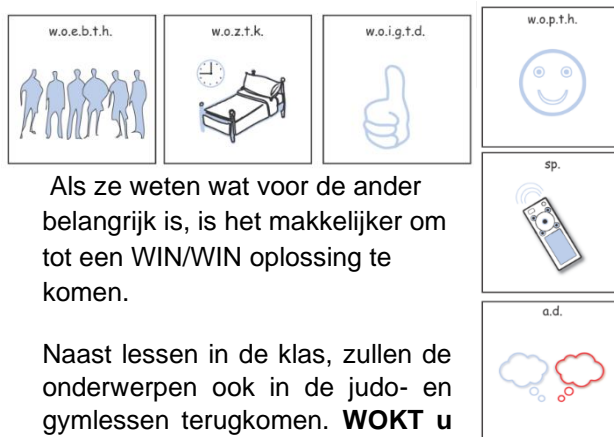 w.o.e.b.t.h.
w.o.z.t.k.
w.o.i.g.t.d.
w.o.p.t.h.
sp.
a.d.
Als ze weten wat voor de ander
belangrijk is, is het makkelijker om
tot een WIN/WIN oplossing te
komen.
Naast lessen in de klas, zullen de
onderwerpen ook in de judo- en
gymlessen terugkomen. WOKT u